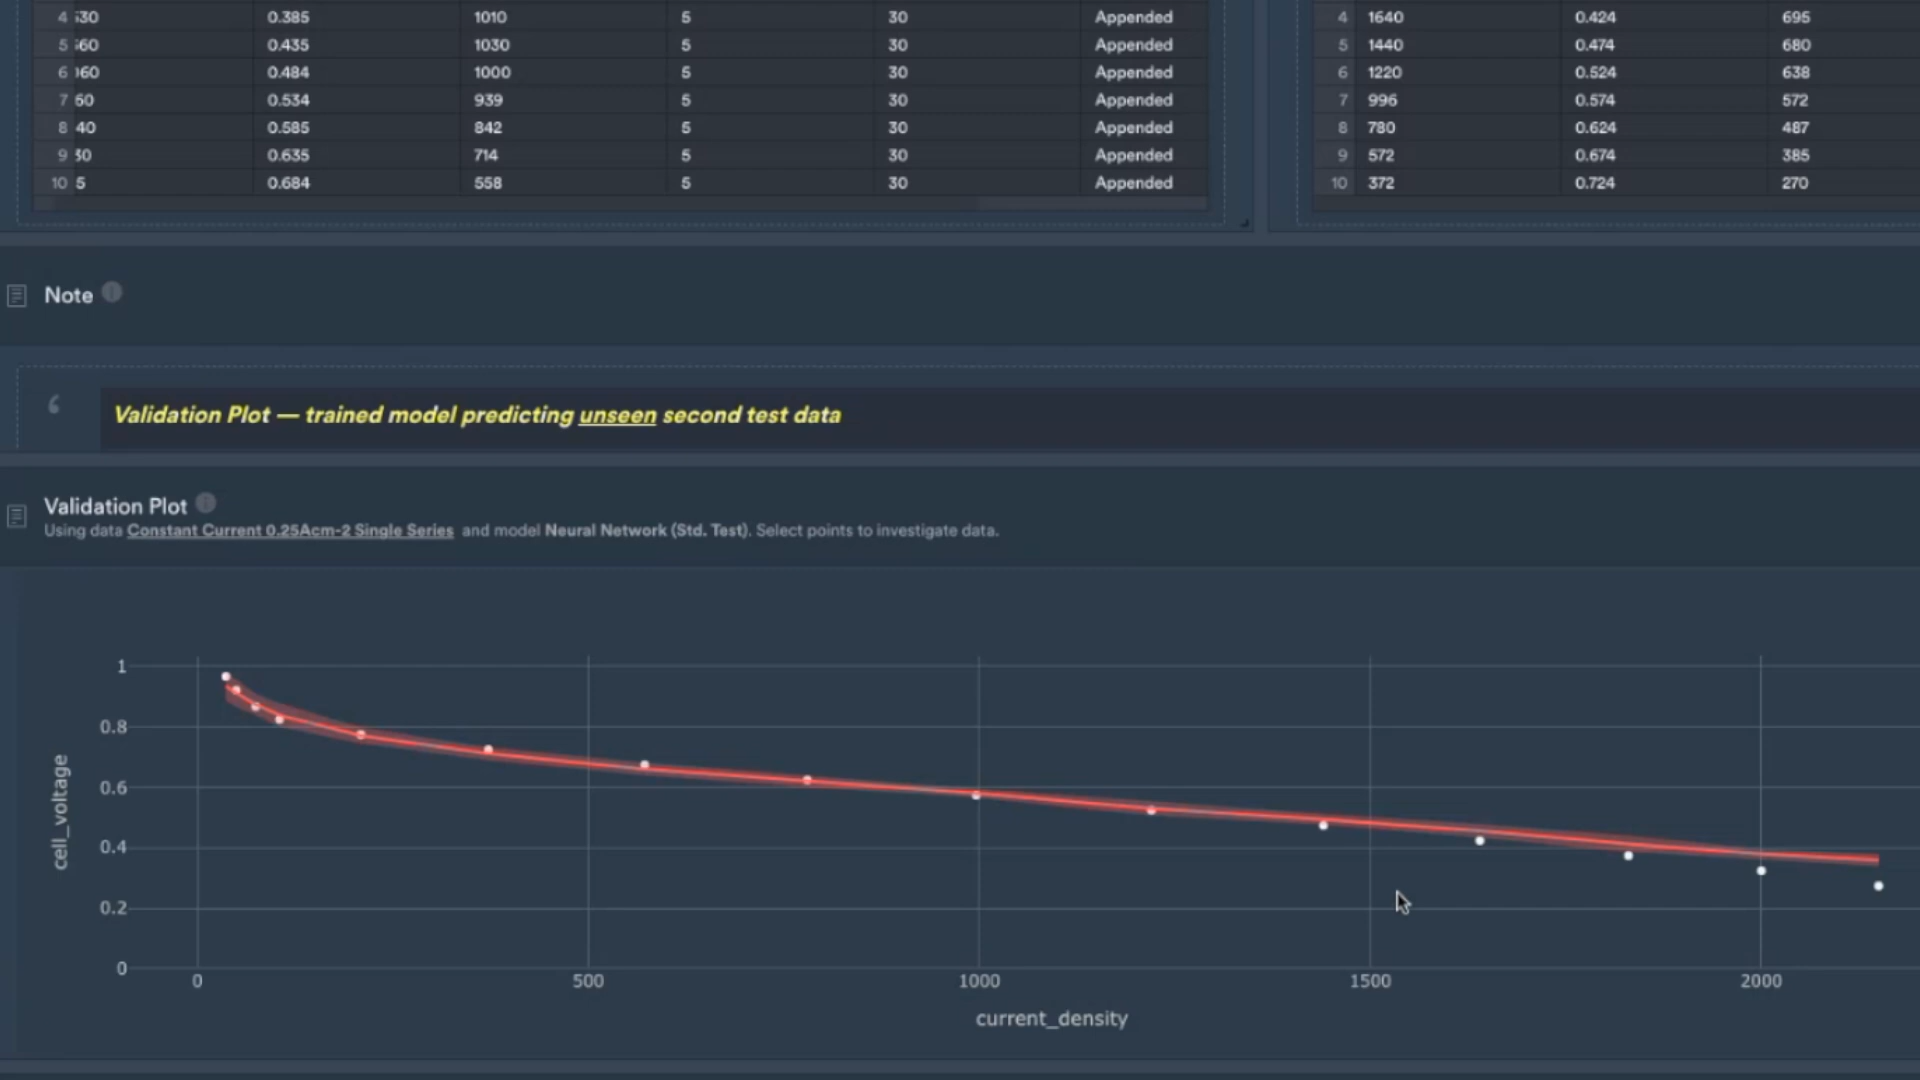 4 530 0.385 1010 5 30 Appended
5 560 0.435 1030 5 30 Appended
6 060 0.484 1000 5 30 Appended
7 60 0.534 939 5 30 Appended
8 40 0.585 842 5 30 Appended
9 30 0.635 714 5 30 Appended
10 5 0.684 558 5 30 Appended
4 1640 0.424 695
5 1440 0.474 680
6 1220 0.524 638
7 996 0.574 572
8 780 0.624 487
9 572 0.674 385
10 372 0.724 270
Note
Validation Plot — trained model predicting unseen second test data
Validation Plot
Using data Constant Current 0.25Acm-2 Single Series and model Neural Network (Std. Test). Select points to investigate data.
1
0.8
0.6
0.4
0.2
0
cell_voltage
0 500 1000 1500 2000
current_density